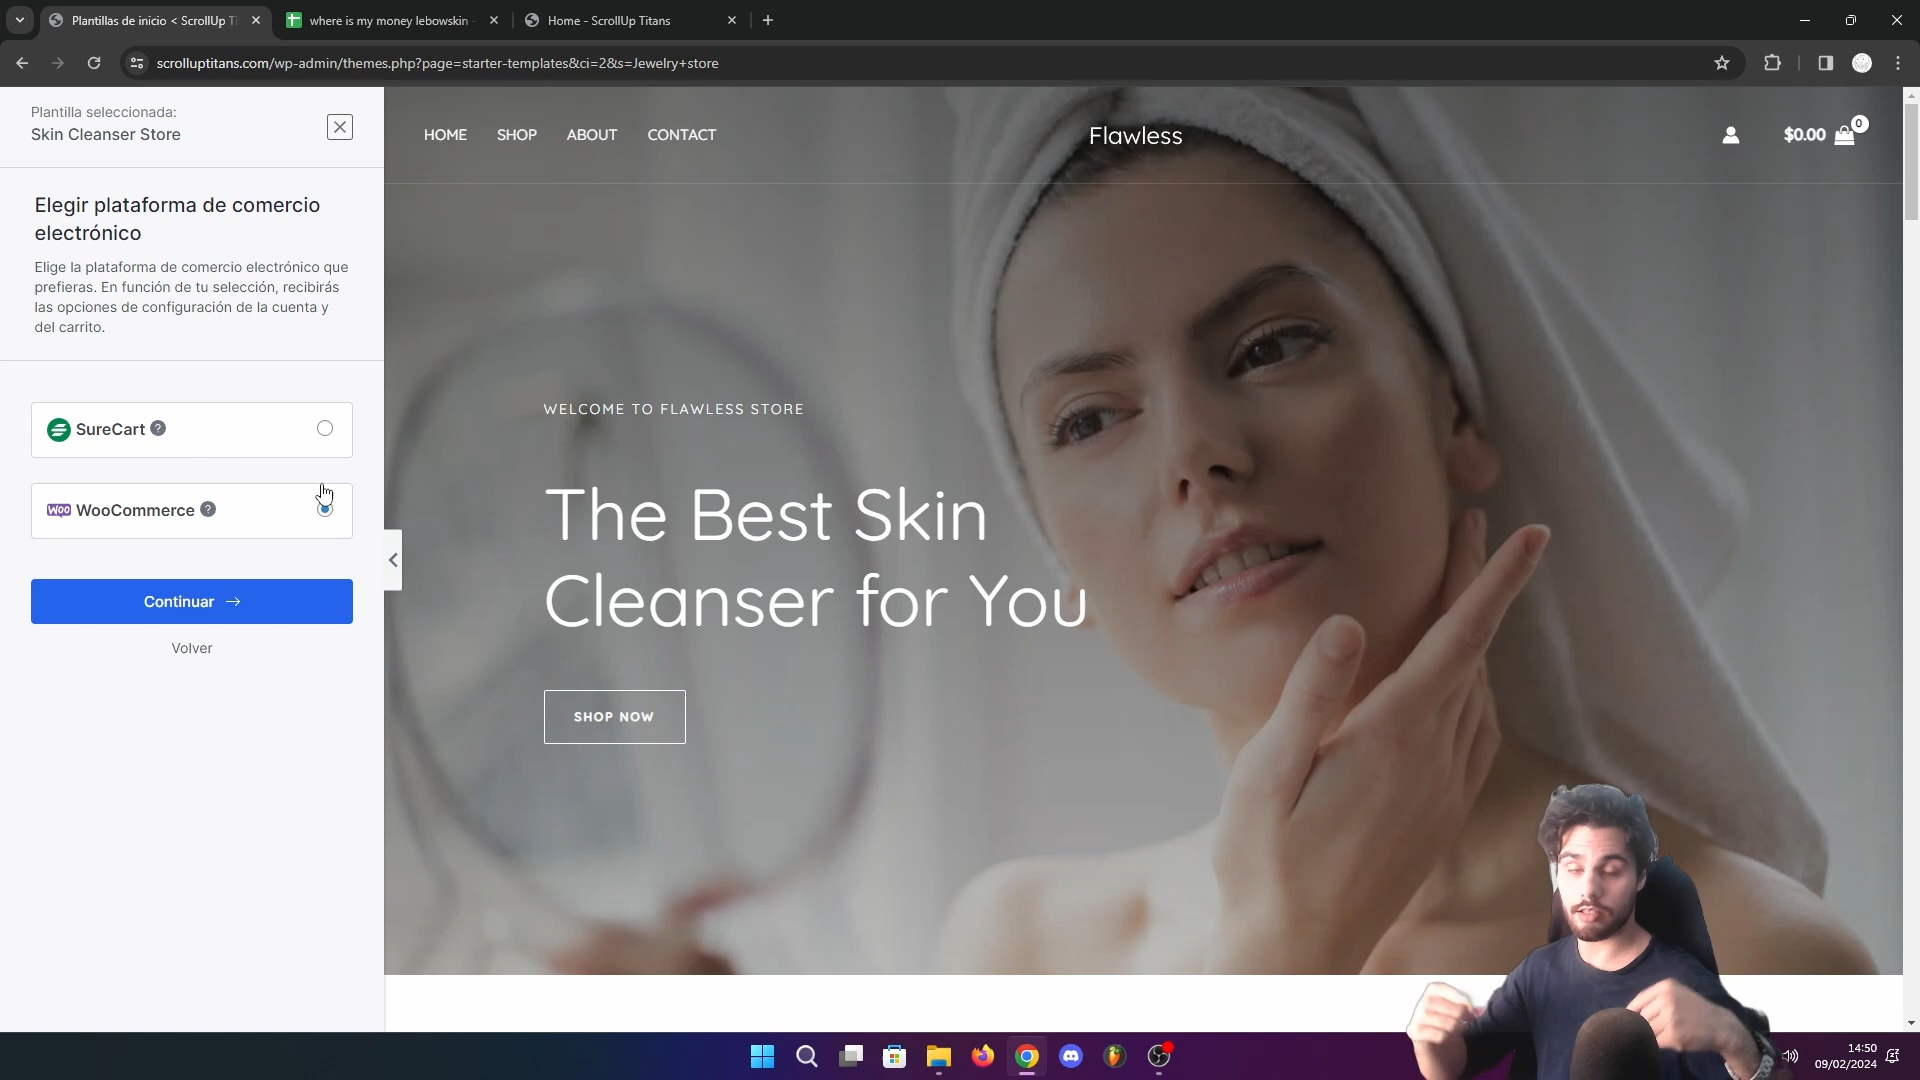 Plantillas de inicio < ScrollUp Ti
where is my money lebowskin -
Home - ScrollUp Titans
scrolluptitans.com/wp-admin/themes.php?page=starter-templates&ci=2&s=Jewelry+store
Plantilla seleccionada:
Skin Cleanser Store
Elegir plataforma de comercio
electrónico
Elige la plataforma de comercio electrónico que
prefieras. En función de tu selección, recibirás
las opciones de configuración de la cuenta y
del carrito.
SureCart ?
Woo WooCommerce ?
Continuar →
Volver
HOME SHOP ABOUT CONTACT
Flawless
$0.00 0
WELCOME TO FLAWLESS STORE
The Best Skin
Cleanser for You
SHOP NOW
14:50
09/02/2024